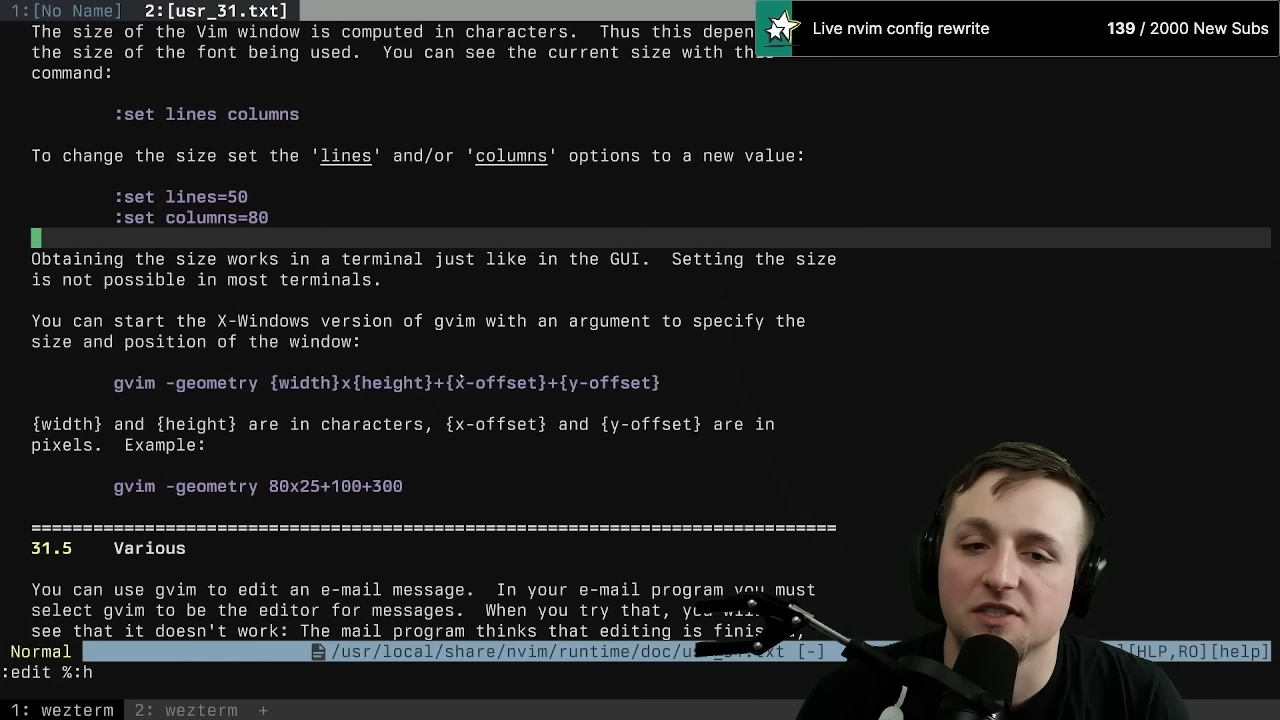 1:[No Name] 2:[usr_31.txt]
Live nvim config rewrite 139 / 2000 New Subs
The size of the Vim window is computed in characters. Thus this
the size of the font being used. You can see the current size with this
command:
:set lines columns
To change the size set the 'lines' and/or 'columns' options to a new value:
:set lines=50
:set columns=80
Obtaining the size works in a terminal just like in the GUI. Setting the size
is not possible in most terminals.
You can start the X-Windows version of gvim with an argument to specify the
size and position of the window:
gvim -geometry {width}x{height}+{x-offset}+{y-offset}
{width} and {height} are in characters, {x-offset} and {y-offset} are in
pixels. Example:
gvim -geometry 80x25+100+300
==============================================================================
31.5 Various
You can use gvim to edit an e-mail message. In your e-mail program you must
select gvim to be the editor for messages. When you try that,
see that it doesn't work: The mail program thinks that editing is
Normal /usr/local/share/nvim/runtime/doc/usr_31.txt [-] [HLP,RO][help]
:edit %:h
1: wezterm 2: wezterm +